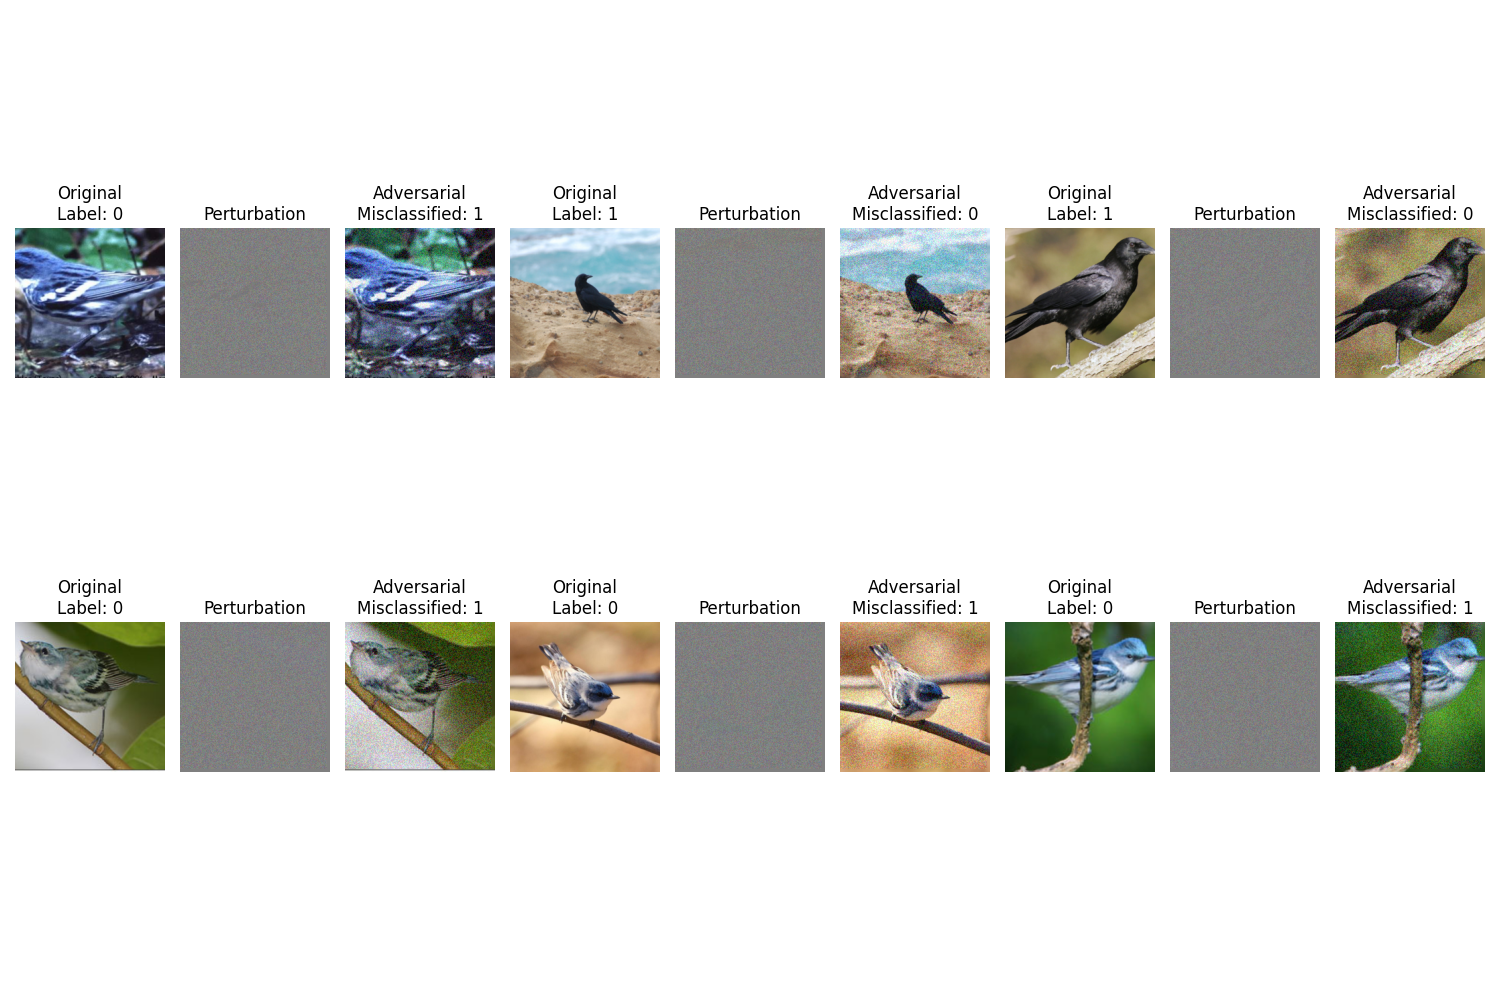 Original
Label: 0
Perturbation
Adversarial
Misclassified: 1
Original
Label: 1
Perturbation
Adversarial
Misclassified: 0
Original
Label: 1
Perturbation
Adversarial
Misclassified: 0
Original
Label: 0
Perturbation
Adversarial
Misclassified: 1
Original
Label: 0
Perturbation
Adversarial
Misclassified: 1
Original
Label: 0
Perturbation
Adversarial
Misclassified: 1